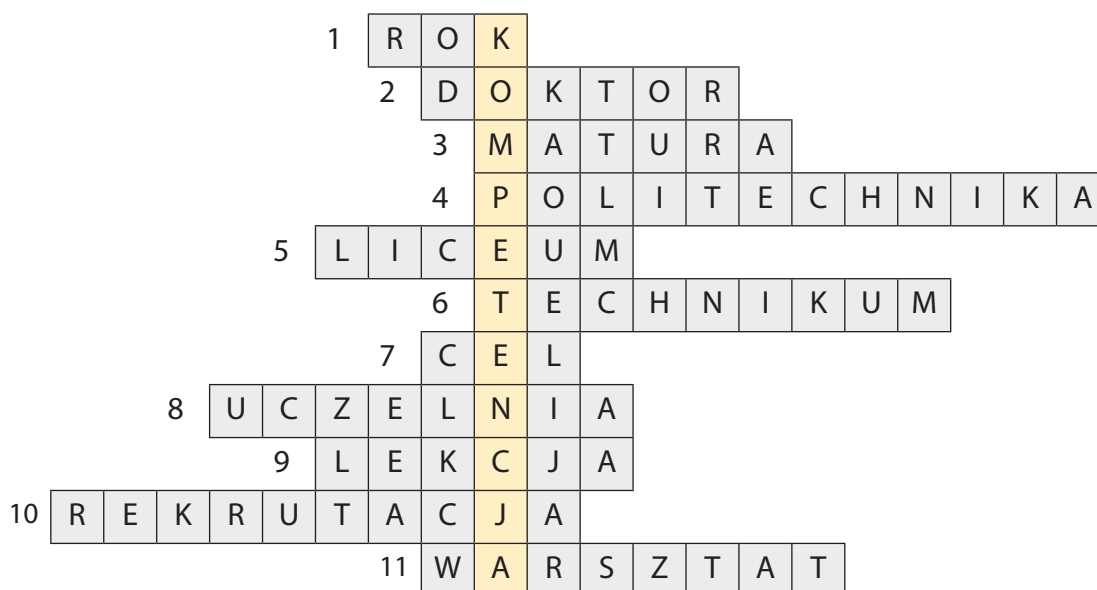 1 ROK
2 DOKTOR
3 MATURA
4 POLITECHNIKA
5 LICEUM
6 TECHNIKUM
7 CEL
8 UCZELNIA
9 LEKCJA
10 REKRUTACJA
11 WARSZTAT